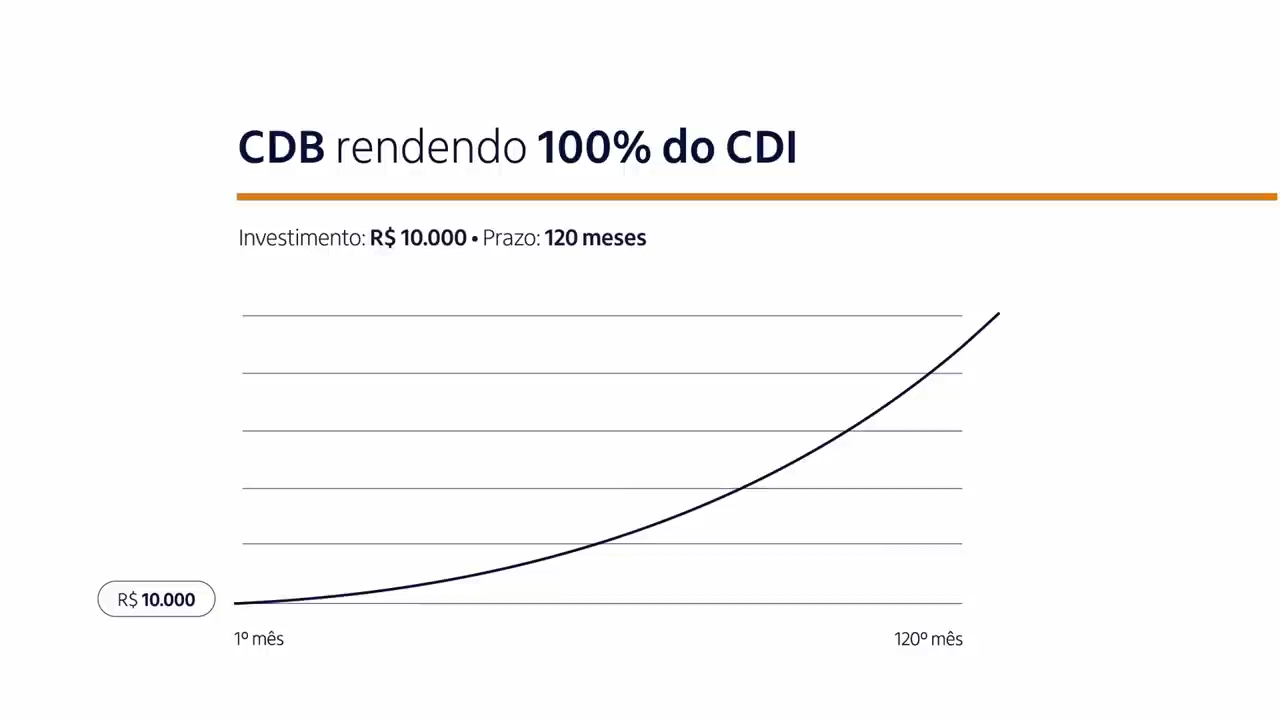 CDB rendendo 100% do CDI
Investimento: R$ 10.000 • Prazo: 120 meses
R$ 10.000
1º mês
120º mês